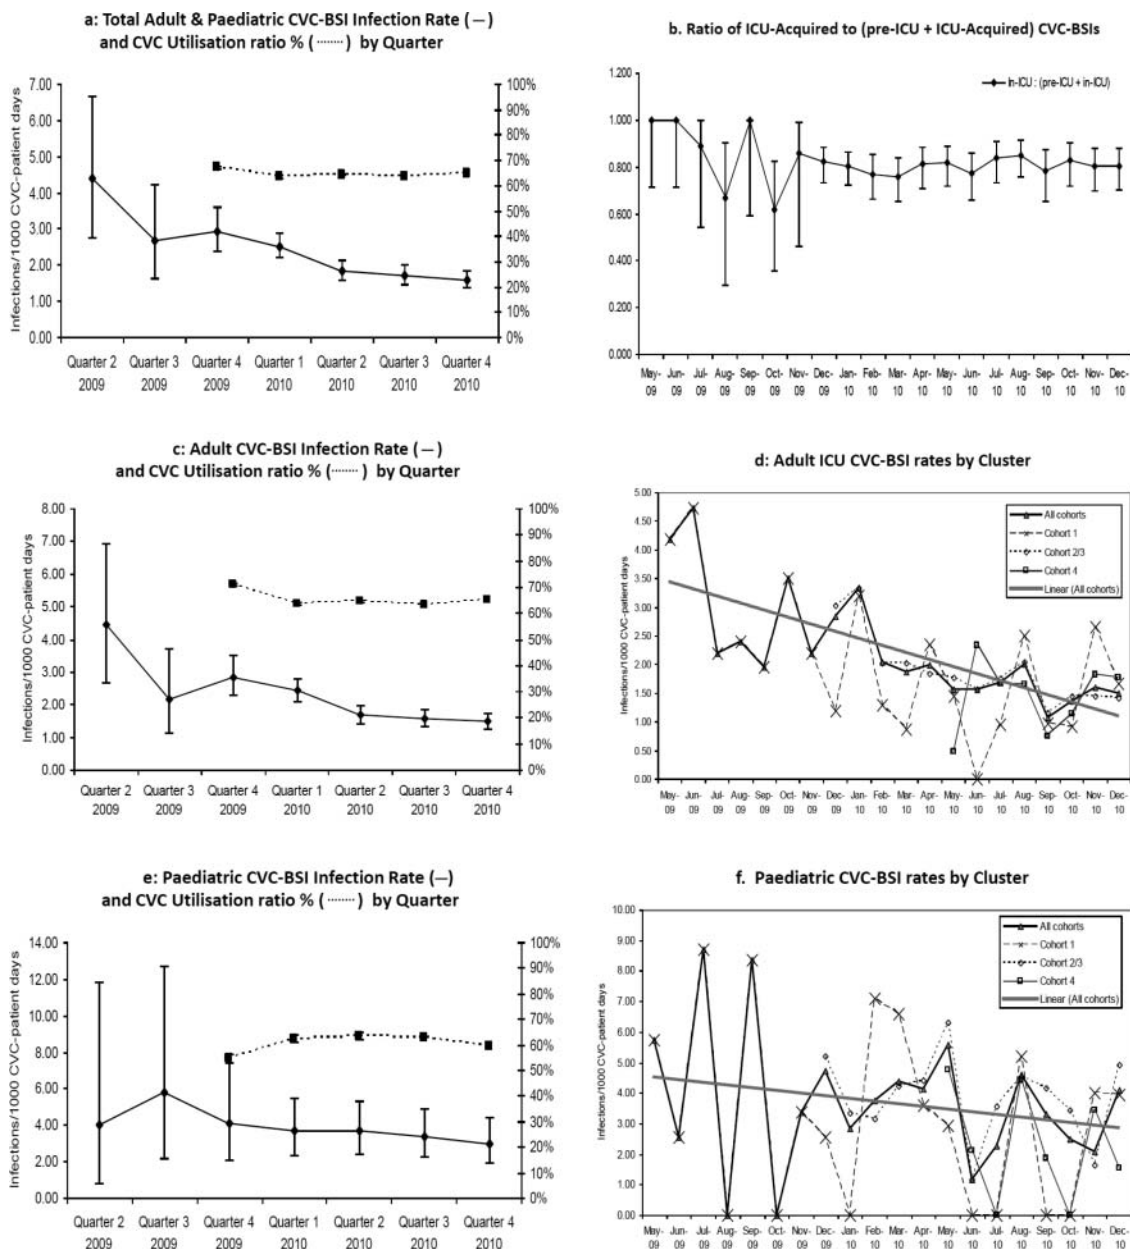 a: Total Adult & Paediatric CVC-BSI Infection Rate (—)
and CVC Utilisation ratio % (········) by Quarter
Infections/1000 CVC-patient days
7.00
6.00
5.00
4.00
3.00
2.00
1.00
0.00
100%
90%
80%
70%
60%
50%
40%
30%
20%
10%
0%
Quarter 2 Quarter 3 Quarter 4 Quarter 1 Quarter 2 Quarter 3 Quarter 4
2009 2009 2009 2010 2010 2010 2010
b. Ratio of ICU-Acquired to (pre-ICU + ICU-Acquired) CVC-BSIs
In-ICU : (pre-ICU + in-ICU)
1.200
1.000
0.800
0.600
0.400
0.200
0.000
May- Jun- Jul- Aug- Sep- Oct- Nov- Dec- Jan- Feb- Mar- Apr- May- Jun- Jul- Aug- Sep- Oct- Nov- Dec-
09 09 09 09 09 09 09 09 10 10 10 10 10 10 10 10 10 10 10 10
c: Adult CVC-BSI Infection Rate (—)
and CVC Utilisation ratio % (········) by Quarter
Infections/1000 CVC-patient days
8.00
7.00
6.00
5.00
4.00
3.00
2.00
1.00
0.00
100%
90%
80%
70%
60%
50%
40%
30%
20%
10%
0%
Quarter 2 Quarter 3 Quarter 4 Quarter 1 Quarter 2 Quarter 3 Quarter 4
2009 2009 2009 2010 2010 2010 2010
d: Adult ICU CVC-BSI rates by Cluster
Infections/1000 CVC-patient days
5.00
4.50
4.00
3.50
3.00
2.50
2.00
1.50
1.00
0.50
0.00
All cohorts
Cohort 1
Cohort 2/3
Cohort 4
Linear (All cohorts)
May- Jun- Jul- Aug- Sep- Oct- Nov- Dec- Jan- Feb- Mar- Apr- May- Jun- Jul- Aug- Sep- Oct- Nov- Dec-
09 09 09 09 09 09 09 09 10 10 10 10 10 10 10 10 10 10 10 10
e: Paediatric CVC-BSI Infection Rate (—)
and CVC Utilisation ratio % (········) by Quarter
Infections/1000 CVC-patient days
14.00
12.00
10.00
8.00
6.00
4.00
2.00
0.00
100%
90%
80%
70%
60%
50%
40%
30%
20%
10%
0%
Quarter 2 Quarter 3 Quarter 4 Quarter 1 Quarter 2 Quarter 3 Quarter 4
2009 2009 2009 2010 2010 2010 2010
f. Paediatric CVC-BSI rates by Cluster
Infections/1000 CVC-patient days
10.00
9.00
8.00
7.00
6.00
5.00
4.00
3.00
2.00
1.00
0.00
All cohorts
Cohort 1
Cohort 2/3
Cohort 4
Linear (All cohorts)
May- Jun- Jul- Aug- Sep- Oct- Nov- Dec- Jan- Feb- Mar- Apr- May- Jun- Jul- Aug- Sep- Oct- Nov- Dec-
09 09 09 09 09 09 09 09 10 10 10 10 10 10 10 10 10 10 10 10